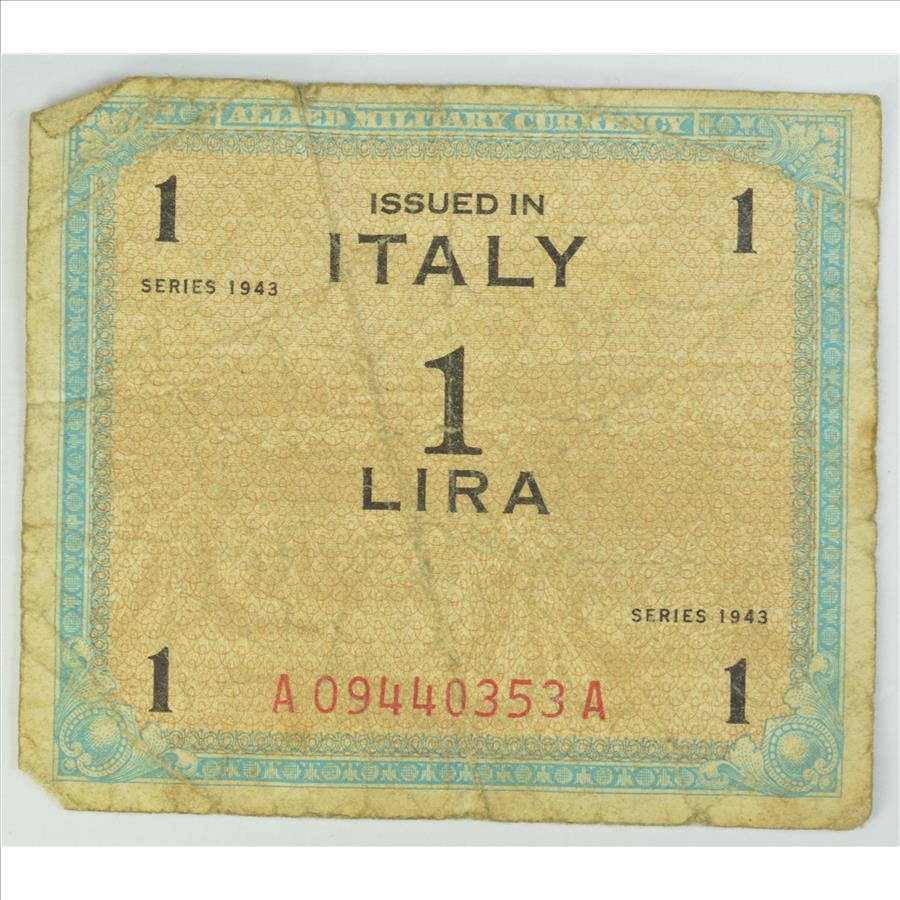 ALLIED MILITARY CURRENCY
1 ISSUED IN 1
ITALY
SERIES 1943
1
LIRA
SERIES 1943
1 A 09440353 A 1